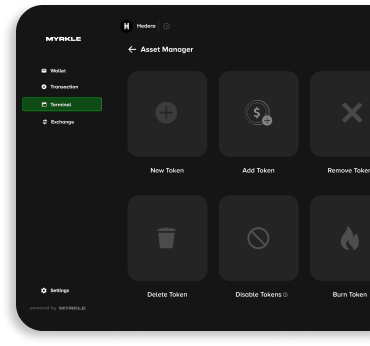 MYRKLE
Hedera
Asset Manager
Wallet
Transaction
Terminal
Exchange
New Token
Add Token
Remove Token
Delete Token
Disable Tokens
Burn Token
Settings
powered by MYRKLE